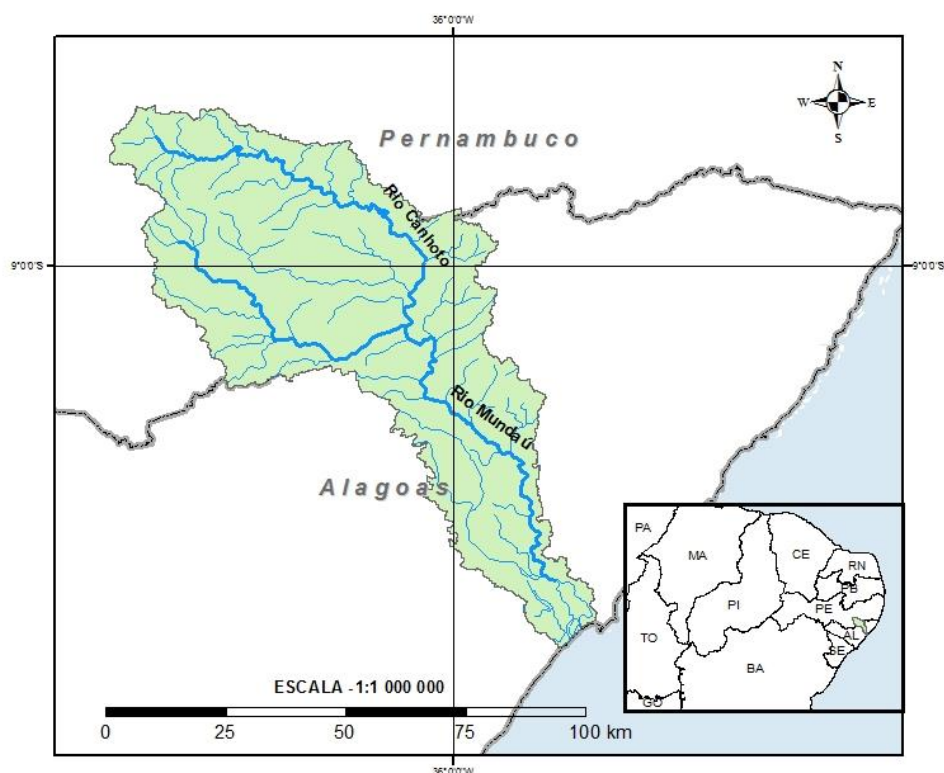 36°0'0"W
N
W E
S
Pernambuco
Rio Canhoto
9°0'0"S 9°0'0"S
Rio Mundaú
Alagoas
PA
MA
CE
RN
PB
PI
PE
AL
TO
SE
BA
GO
ESCALA -1:1 000 000
0 25 50 75 100 km
36°0'0"W